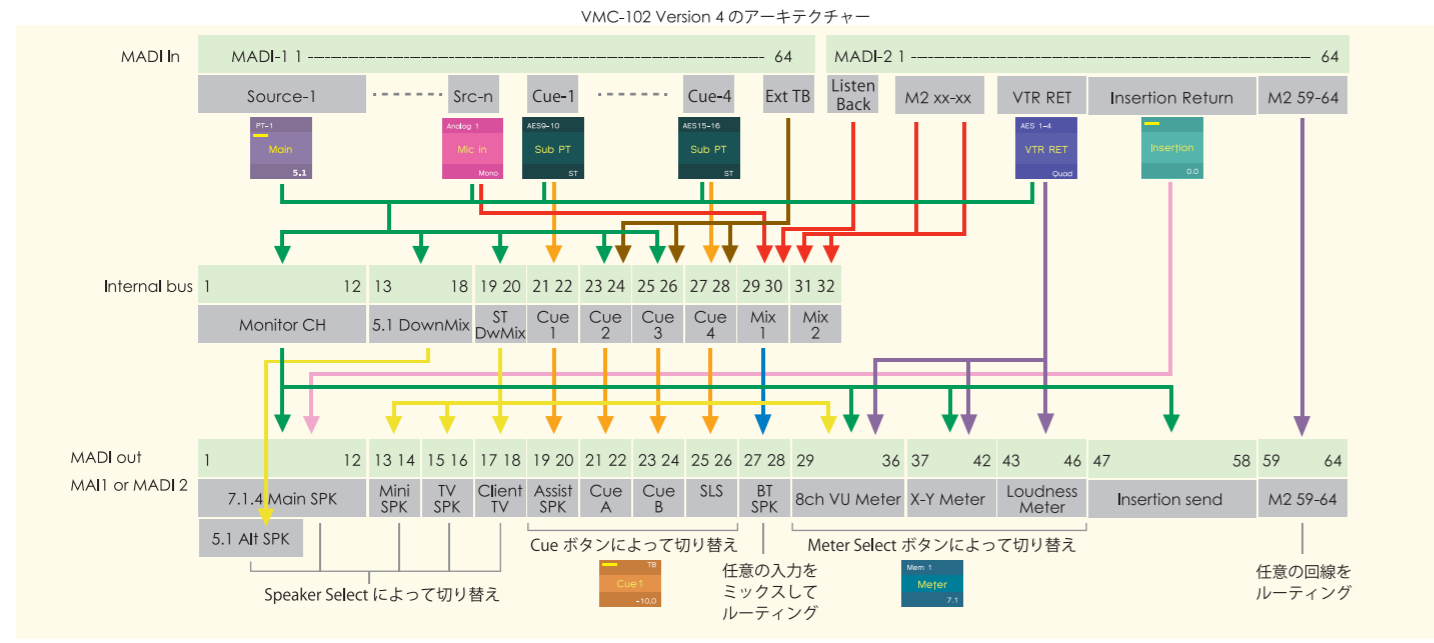 VMC-102 Version 4 のアーキテクチャー
MADI In
MADI-1 1
64
MADI-2 1
64
Source-1
Src-n
Cue-1
Cue-4
Ext TB
Listen
Back
M2 xx-xx
VTR RET
Insertion Return
M2 59-64
PT-1
Main
5.1
Analog 1
Mic in
Mono
AES9-10
Sub PT
ST
AES15-16
Sub PT
ST
AES 1-4
VTR RET
Quad
Insertion
0.0
Internal bus
1
12
13
18
19 20
21 22
23 24
25 26
27 28
29 30
31 32
Monitor CH
5.1 DownMix
ST
DwMix
Cue
1
Cue
2
Cue
3
Cue
4
Mix
1
Mix
2
MADI out
MAI1 or MADI 2
1
12
13 14
15 16
17 18
19 20
21 22
23 24
25 26
27 28
29
36
37
42
43
46
47
58
59
64
7.1.4 Main SPK
Mini
SPK
TV
SPK
Client
TV
Assist
SPK
Cue
A
Cue
B
SLS
BT
SPK
8ch VU Meter
X-Y Meter
Loudness
Meter
Insertion send
M2 59-64
5.1 Alt SPK
Speaker Select によって切り替え
Cue ボタンによって切り替え
TB
Cue1
-10.0
任意の入力を
ミックスして
ルーティング
Meter Select ボタンによって切り替え
Mem 1
Meter
7.1
任意の回線を
ルーティング